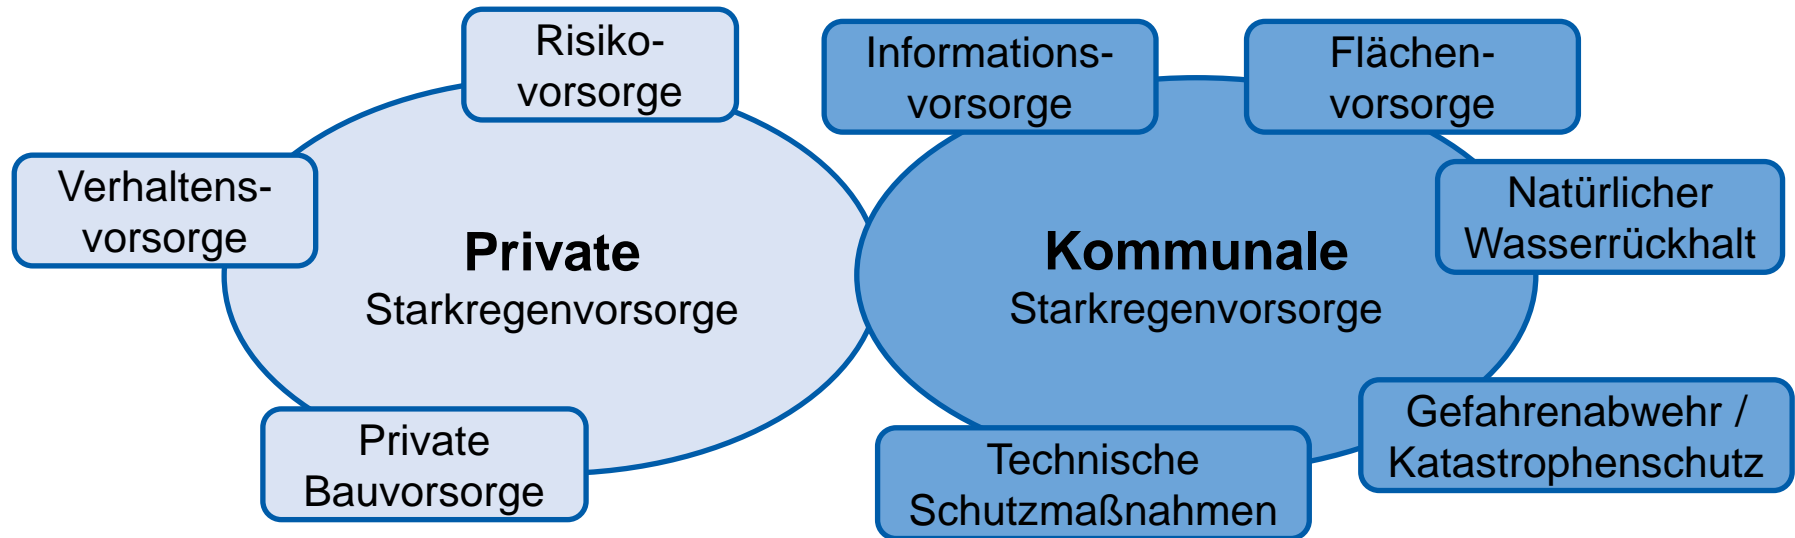 Risiko-
vorsorge
Verhaltens-
vorsorge
Private
Starkregenvorsorge
Private
Bauvorsorge
Informations-
vorsorge
Flächen-
vorsorge
Natürlicher
Wasserrückhalt
Kommunale
Starkregenvorsorge
Gefahrenabwehr /
Katastrophenschutz
Technische
Schutzmaßnahmen